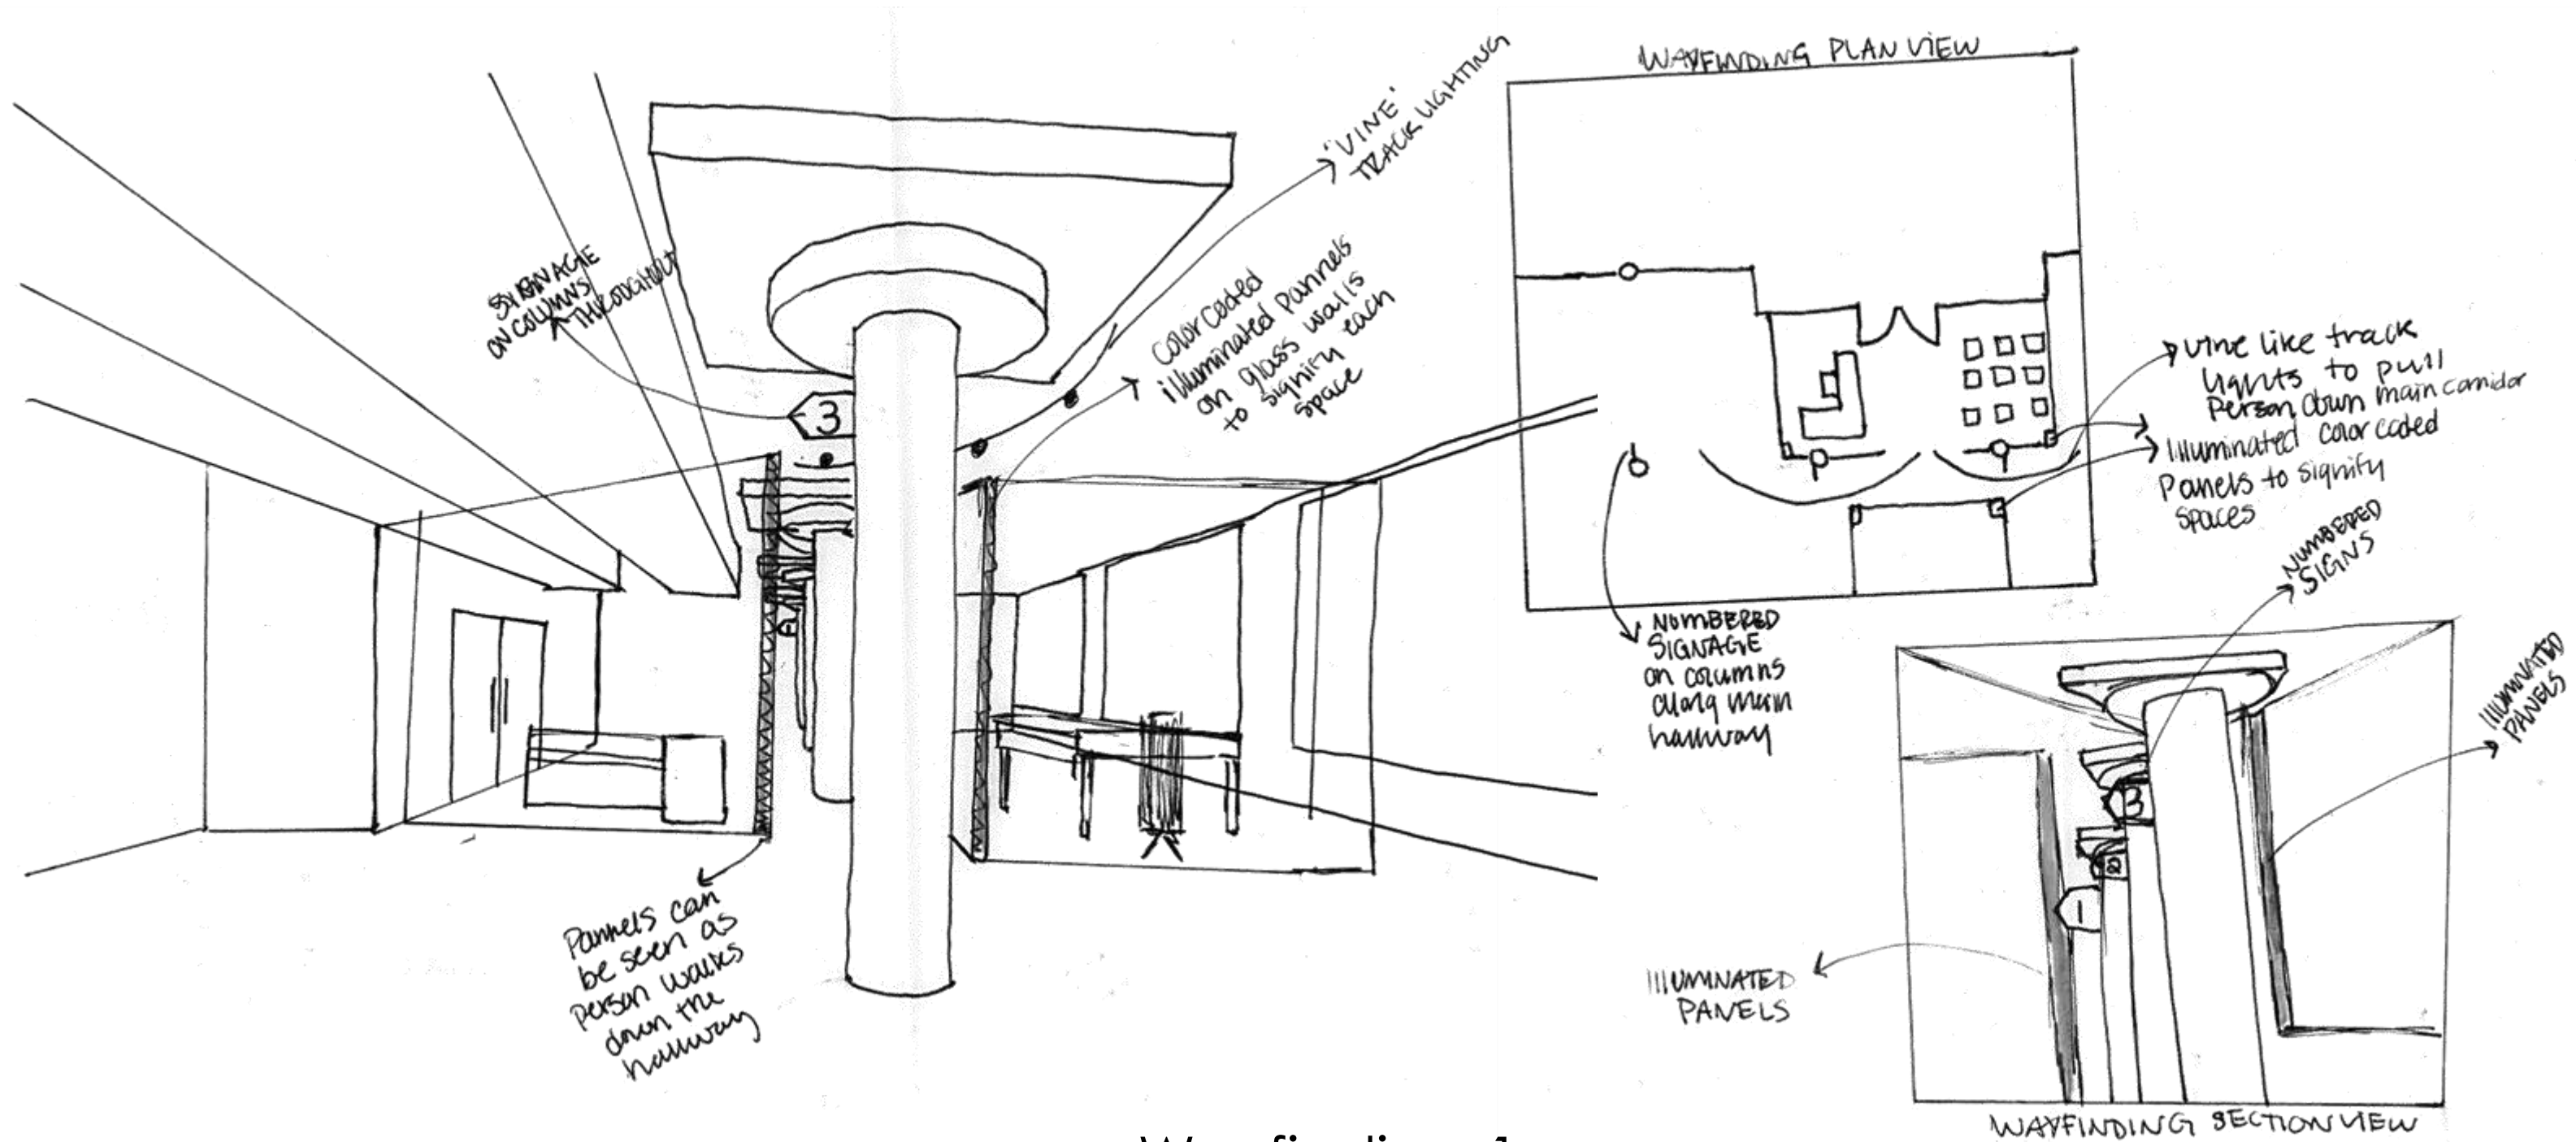 SIGNAGE
ON COLUMNS
THROUGHOUT
3
'VINE'
TRACK LIGHTING
Color coded
illuminated pannels
on glass walls
to signify each
space
Pannels can
be seen as
person walks
down the
hallway
WAYFINDING PLAN VIEW
vine like track
lights to pull
person down main corridor
Illuminated color coded
Panels to signify
spaces
NUMBERED
SIGNAGE
on columns
along main
hallway
NUMBERED
SIGNS
ILLUMINATED
PANELS
3
2
1
ILLUMINATED
PANELS
WAYFINDING SECTION VIEW